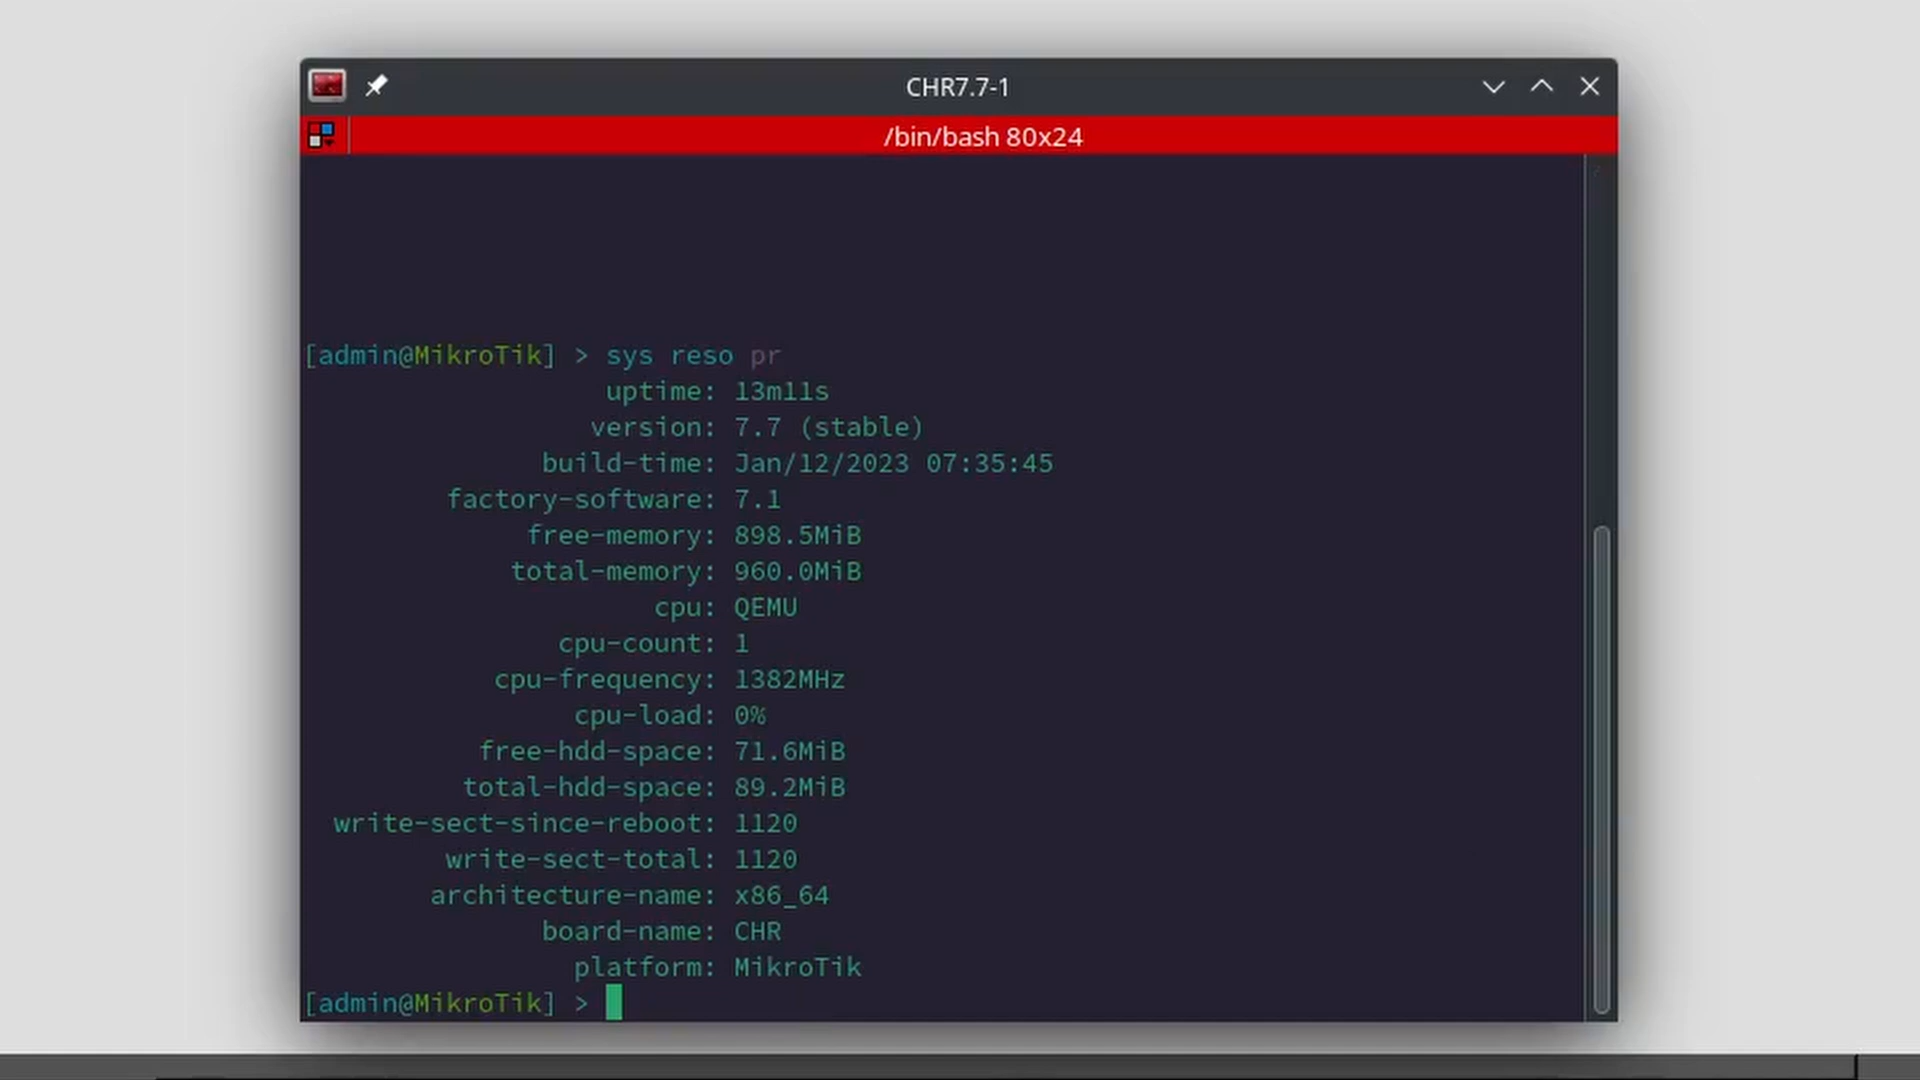 CHR7.7-1
/bin/bash 80x24
[admin@MikroTik] > sys reso pr
uptime: 13m11s
version: 7.7 (stable)
build-time: Jan/12/2023 07:35:45
factory-software: 7.1
free-memory: 898.5MiB
total-memory: 960.0MiB
cpu: QEMU
cpu-count: 1
cpu-frequency: 1382MHz
cpu-load: 0%
free-hdd-space: 71.6MiB
total-hdd-space: 89.2MiB
write-sect-since-reboot: 1120
write-sect-total: 1120
architecture-name: x86_64
board-name: CHR
platform: MikroTik
[admin@MikroTik] >